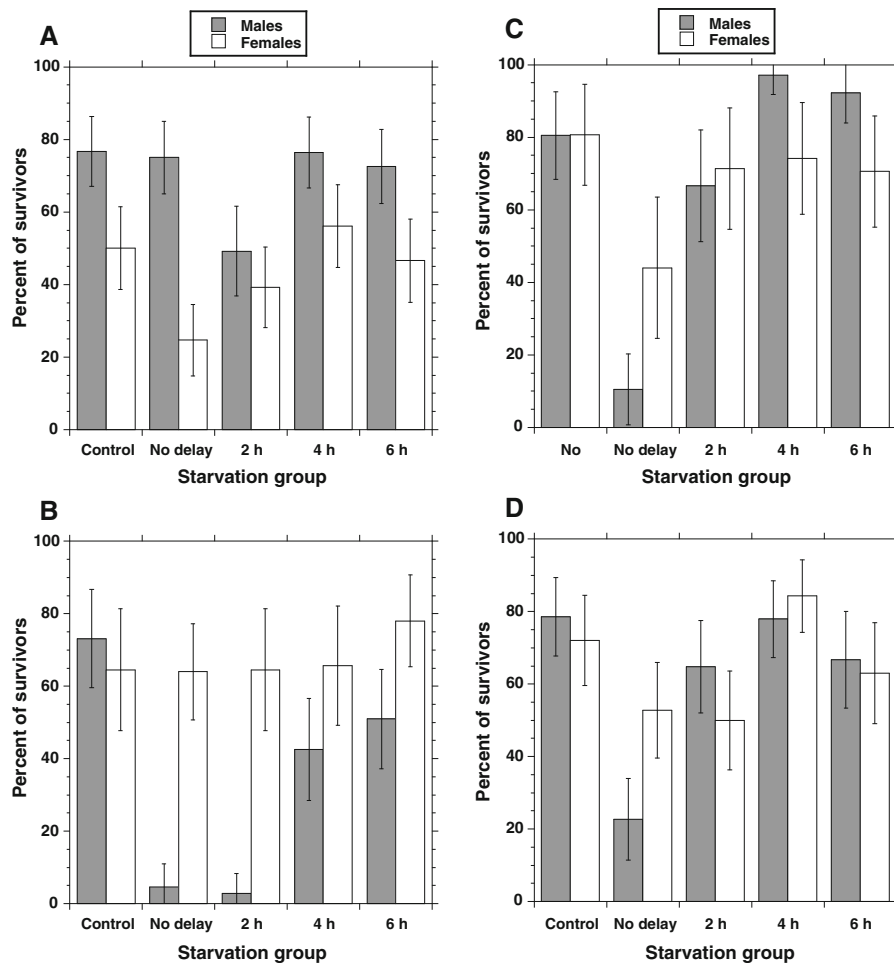 A
Males
Females
100
80
60
40
20
0
Percent of survivors
Control No delay 2 h 4 h 6 h
Starvation group
B
100
80
60
40
20
0
Percent of survivors
Control No delay 2 h 4 h 6 h
Starvation group
C
Males
Females
100
80
60
40
20
0
Percent of survivors
No No delay 2 h 4 h 6 h
Starvation group
D
100
80
60
40
20
0
Percent of survivors
Control No delay 2 h 4 h 6 h
Starvation group